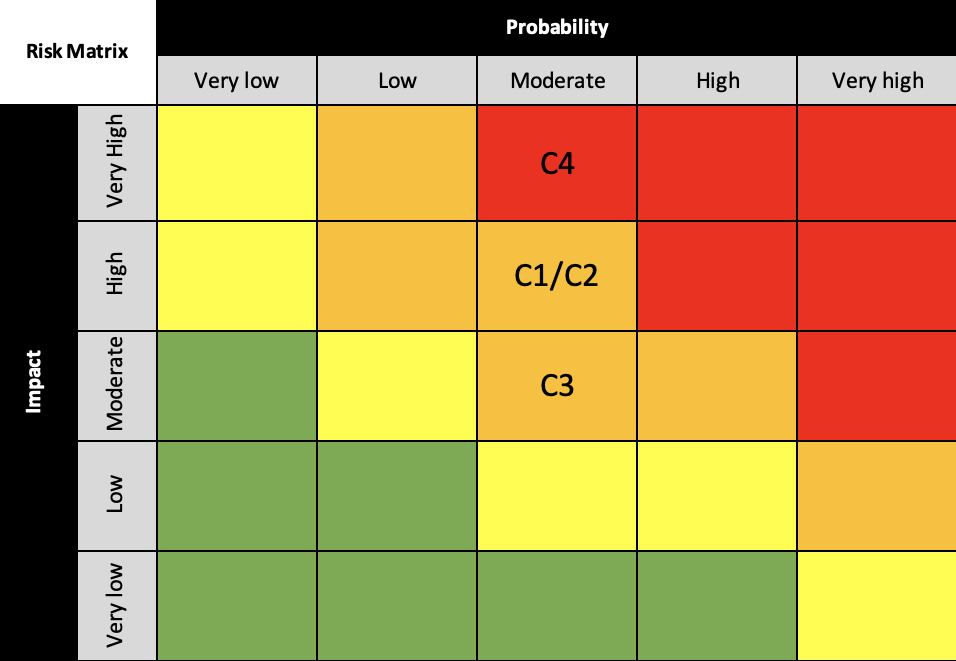 Risk Matrix
Probability
Very low
Low
Moderate
High
Very high
Impact
Very High
C4
High
C1/C2
Moderate
C3
Low
Very low